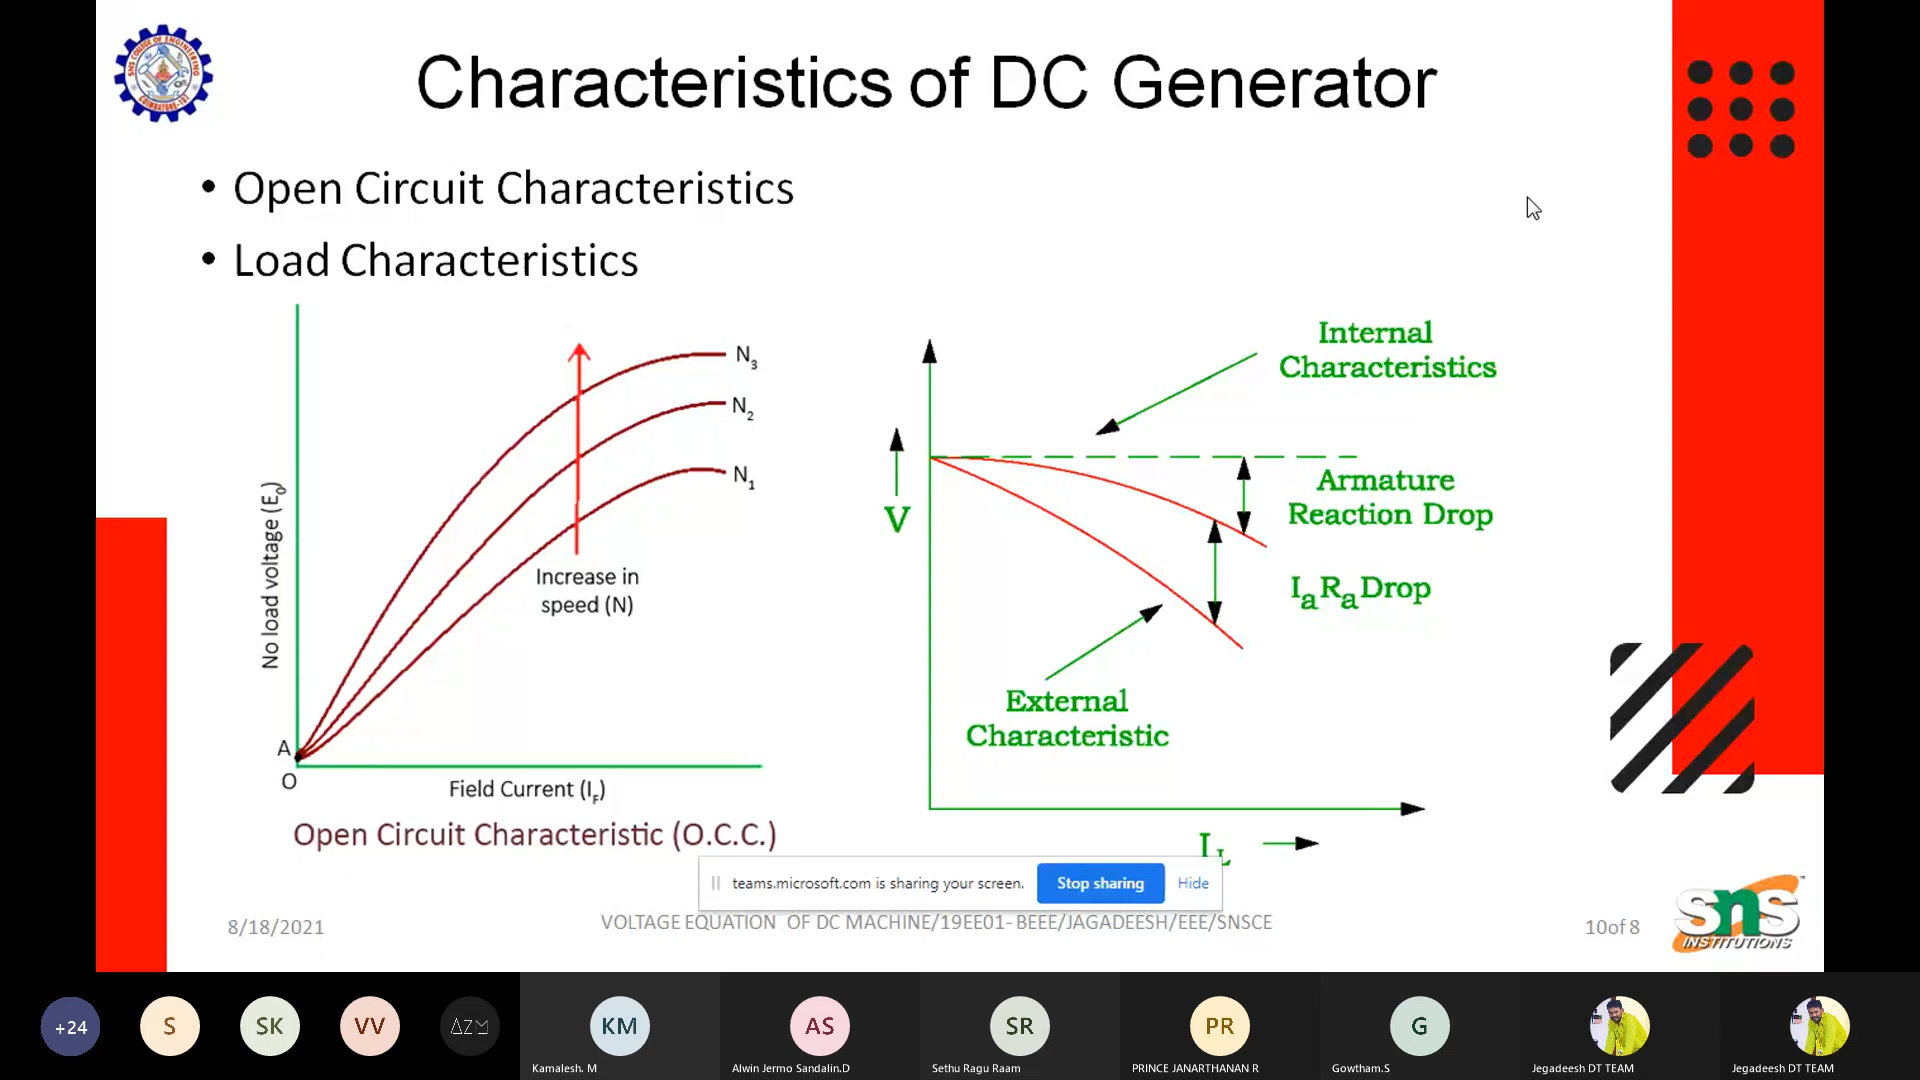 Characteristics of DC Generator
• Open Circuit Characteristics
• Load Characteristics
No load voltage (E₀)
N₃
N₂
N₁
Increase in
speed (N)
A
O
Field Current (I_F)
Open Circuit Characteristic (O.C.C.)
Internal
Characteristics
V
Armature
Reaction Drop
IₐRₐ Drop
External
Characteristic
I_L
teams.microsoft.com is sharing your screen.
Stop sharing
Hide
8/18/2021
VOLTAGE EQUATION OF DC MACHINE/19EE01- BEEE/JAGADEESH/EEE/SNSCE
10of 8
sns
INSTITUTIONS
+24
S
SK
VV
KM
AS
SR
PR
G
Kamalesh. M
Alwin Jermo Sandalin.D
Sethu Ragu Raam
PRINCE JANARTHANAN R
Gowtham.S
Jegadeesh DT TEAM
Jegadeesh DT TEAM